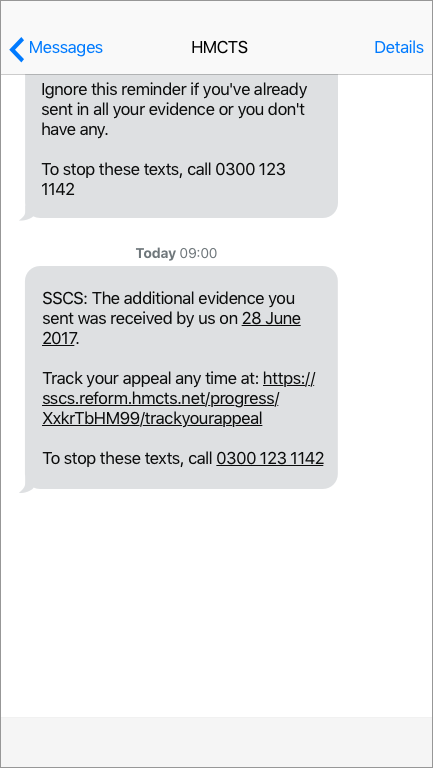 Messages HMCTS Details
Ignore this reminder if you've already
sent in all your evidence or you don't
have any.
To stop these texts, call 0300 123
1142
Today 09:00
SSCS: The additional evidence you
sent was received by us on 28 June
2017.
Track your appeal any time at: https://
sscs.reform.hmcts.net/progress/
XxkrTbHM99/trackyourappeal
To stop these texts, call 0300 123 1142